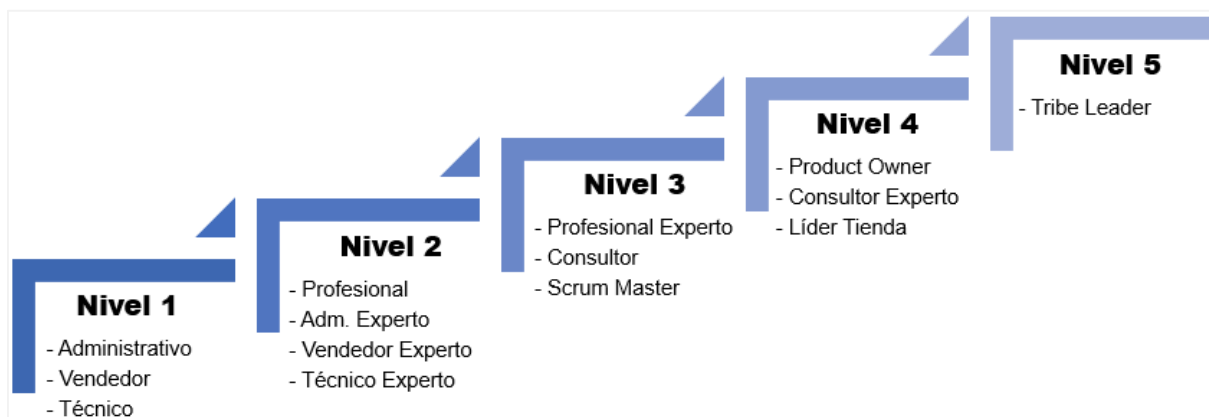 Nivel 1
- Administrativo
- Vendedor
- Técnico
Nivel 2
- Profesional
- Adm. Experto
- Vendedor Experto
- Técnico Experto
Nivel 3
- Profesional Experto
- Consultor
- Scrum Master
Nivel 4
- Product Owner
- Consultor Experto
- Líder Tienda
Nivel 5
- Tribe Leader